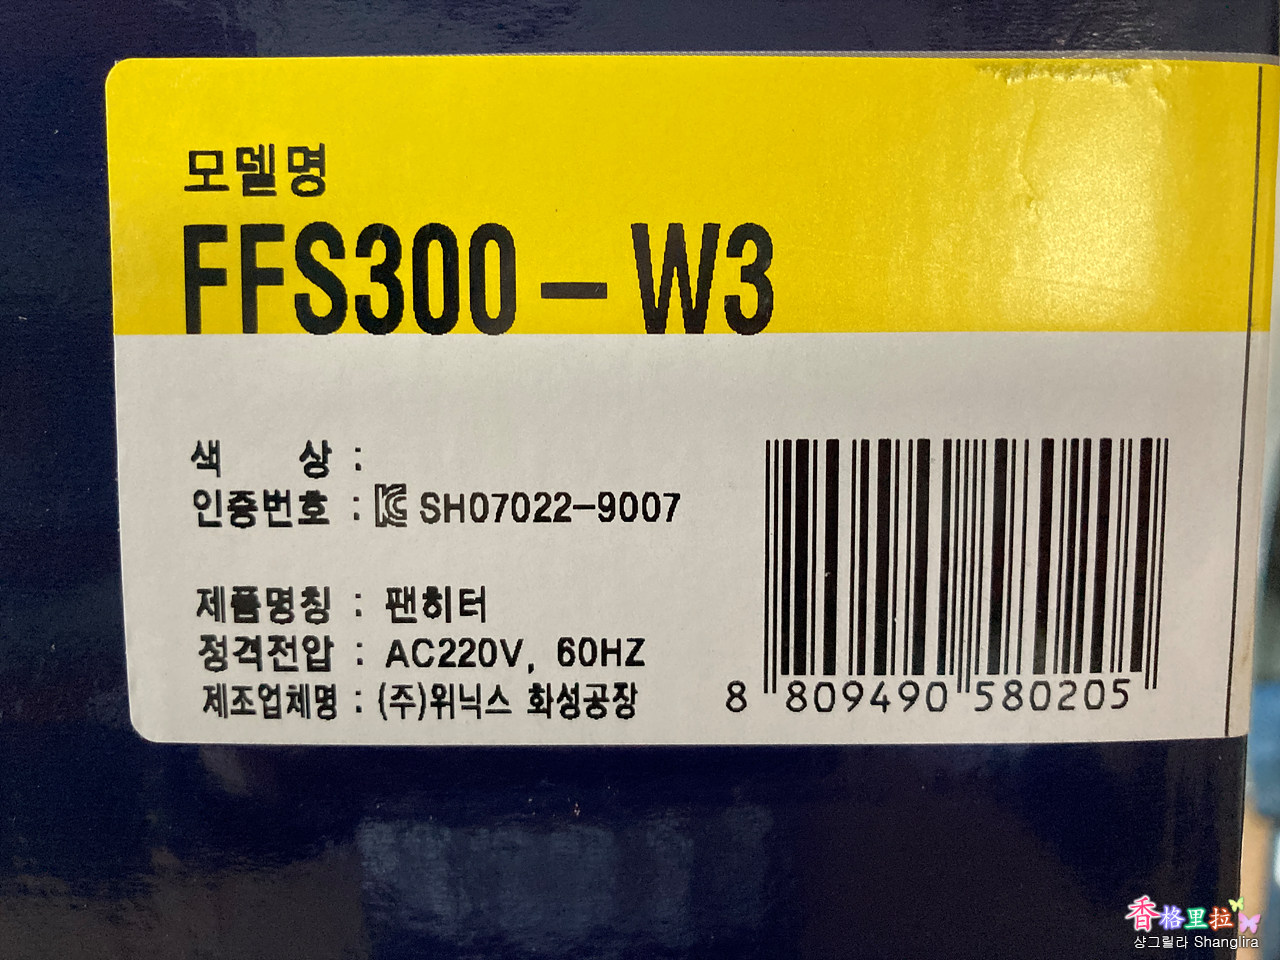 모델명
FFS300-W3
색 상 :
인증번호 : KC SH07022-9007
제품명칭 : 팬히터
정격전압 : AC220V, 60HZ
제조업체명 : (주)위닉스 화성공장
8 809490 580205
香格里拉
샹그릴라 Shanglira